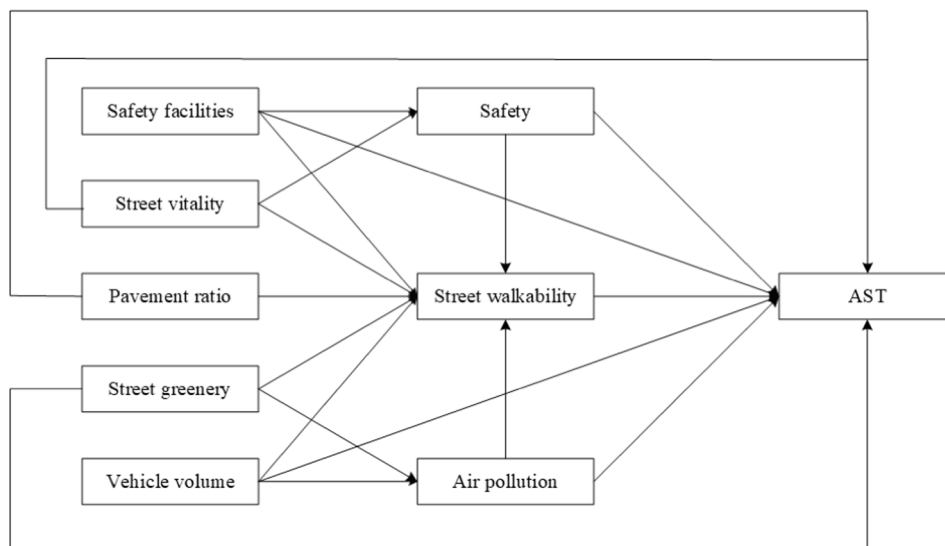 Safety facilities
Safety
Street vitality
Pavement ratio
Street walkability
AST
Street greenery
Vehicle volume
Air pollution